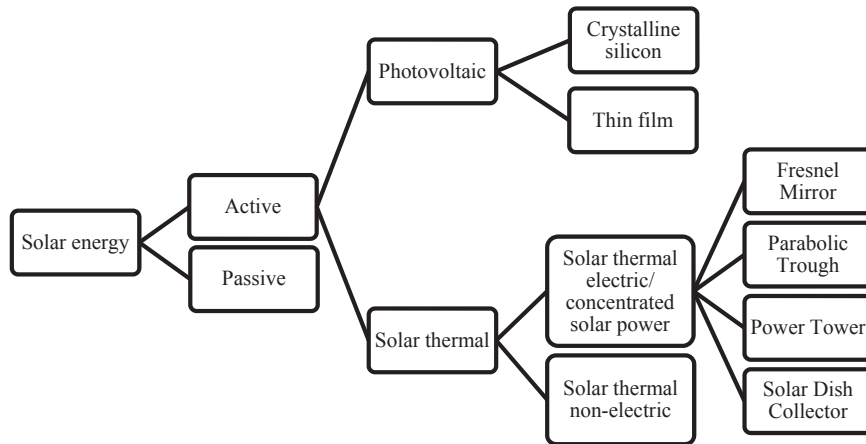 Solar energy
Active
Passive
Photovoltaic
Solar thermal
Crystalline
silicon
Thin film
Solar thermal
electric/
concentrated
solar power
Solar thermal
non-electric
Fresnel
Mirror
Parabolic
Trough
Power Tower
Solar Dish
Collector